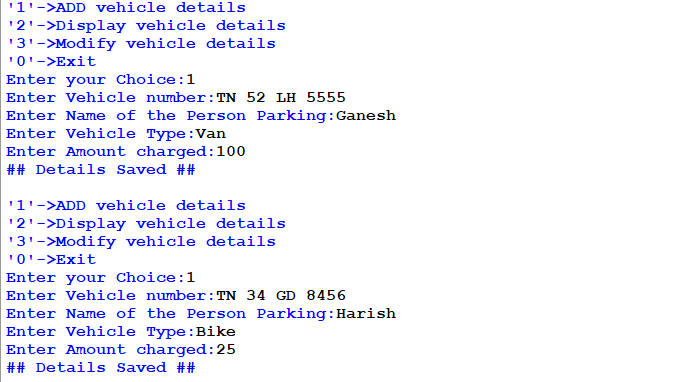 '1'->ADD vehicle details
'2'->Display vehicle details
'3'->Modify vehicle details
'0'->Exit
Enter your Choice:1
Enter Vehicle number:TN 52 LH 5555
Enter Name of the Person Parking:Ganesh
Enter Vehicle Type:Van
Enter Amount charged:100
## Details Saved ##

'1'->ADD vehicle details
'2'->Display vehicle details
'3'->Modify vehicle details
'0'->Exit
Enter your Choice:1
Enter Vehicle number:TN 34 GD 8456
Enter Name of the Person Parking:Harish
Enter Vehicle Type:Bike
Enter Amount charged:25
## Details Saved ##